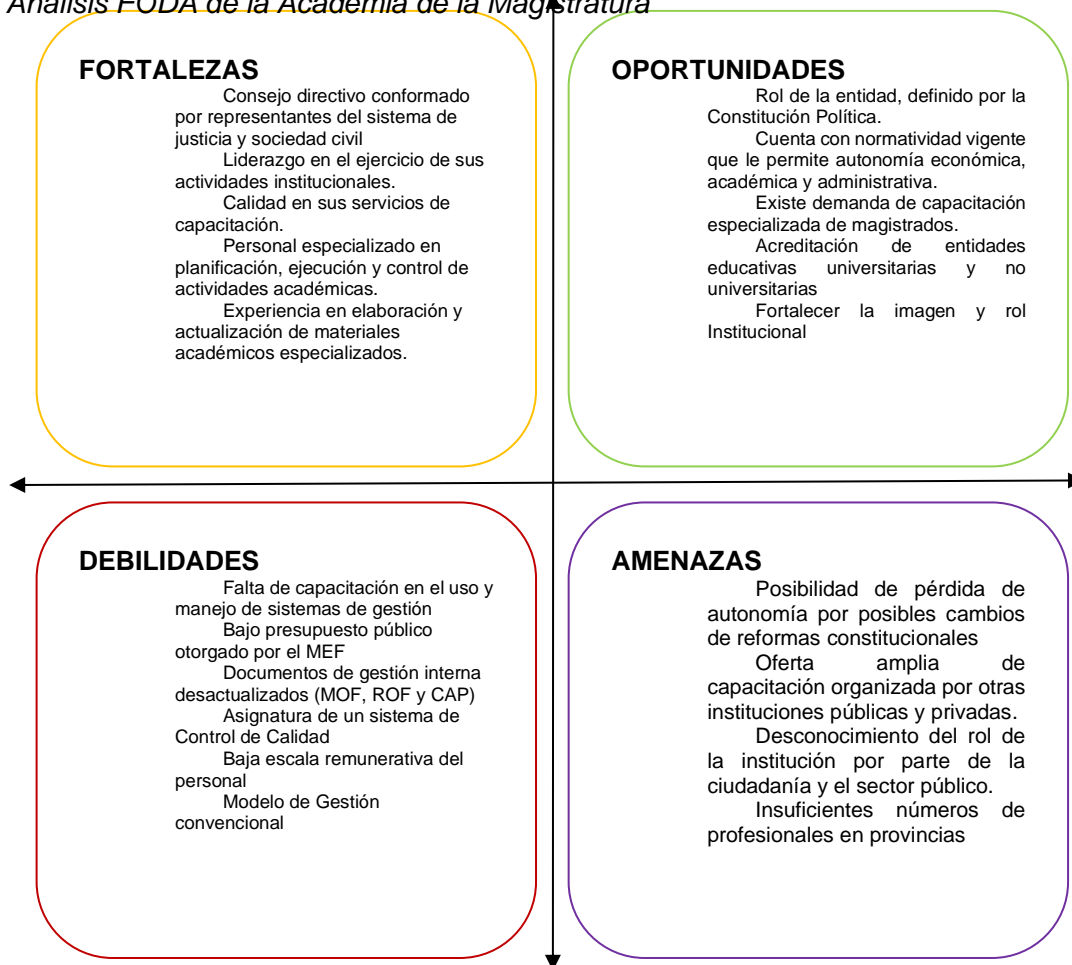 Análisis FODA de la Academia de la Magistratura
FORTALEZAS
Consejo directivo conformado
por representantes del sistema de
justicia y sociedad civil
Liderazgo en el ejercicio de sus
actividades institucionales.
Calidad en sus servicios de
capacitación.
Personal especializado en
planificación, ejecución y control de
actividades académicas.
Experiencia en elaboración y
actualización de materiales
académicos especializados.
OPORTUNIDADES
Rol de la entidad, definido por la
Constitución Política.
Cuenta con normatividad vigente
que le permite autonomía económica,
académica y administrativa.
Existe demanda de capacitación
especializada de magistrados.
Acreditación de entidades
educativas universitarias y no
universitarias
Fortalecer la imagen y rol
Institucional
DEBILIDADES
Falta de capacitación en el uso y
manejo de sistemas de gestión
Bajo presupuesto público
otorgado por el MEF
Documentos de gestión interna
desactualizados (MOF, ROF y CAP)
Asignatura de un sistema de
Control de Calidad
Baja escala remunerativa del
personal
Modelo de Gestión
convencional
AMENAZAS
Posibilidad de pérdida de
autonomía por posibles cambios
de reformas constitucionales
Oferta amplia de
capacitación organizada por otras
instituciones públicas y privadas.
Desconocimiento del rol de
la institución por parte de la
ciudadanía y el sector público.
Insuficientes números de
profesionales en provincias